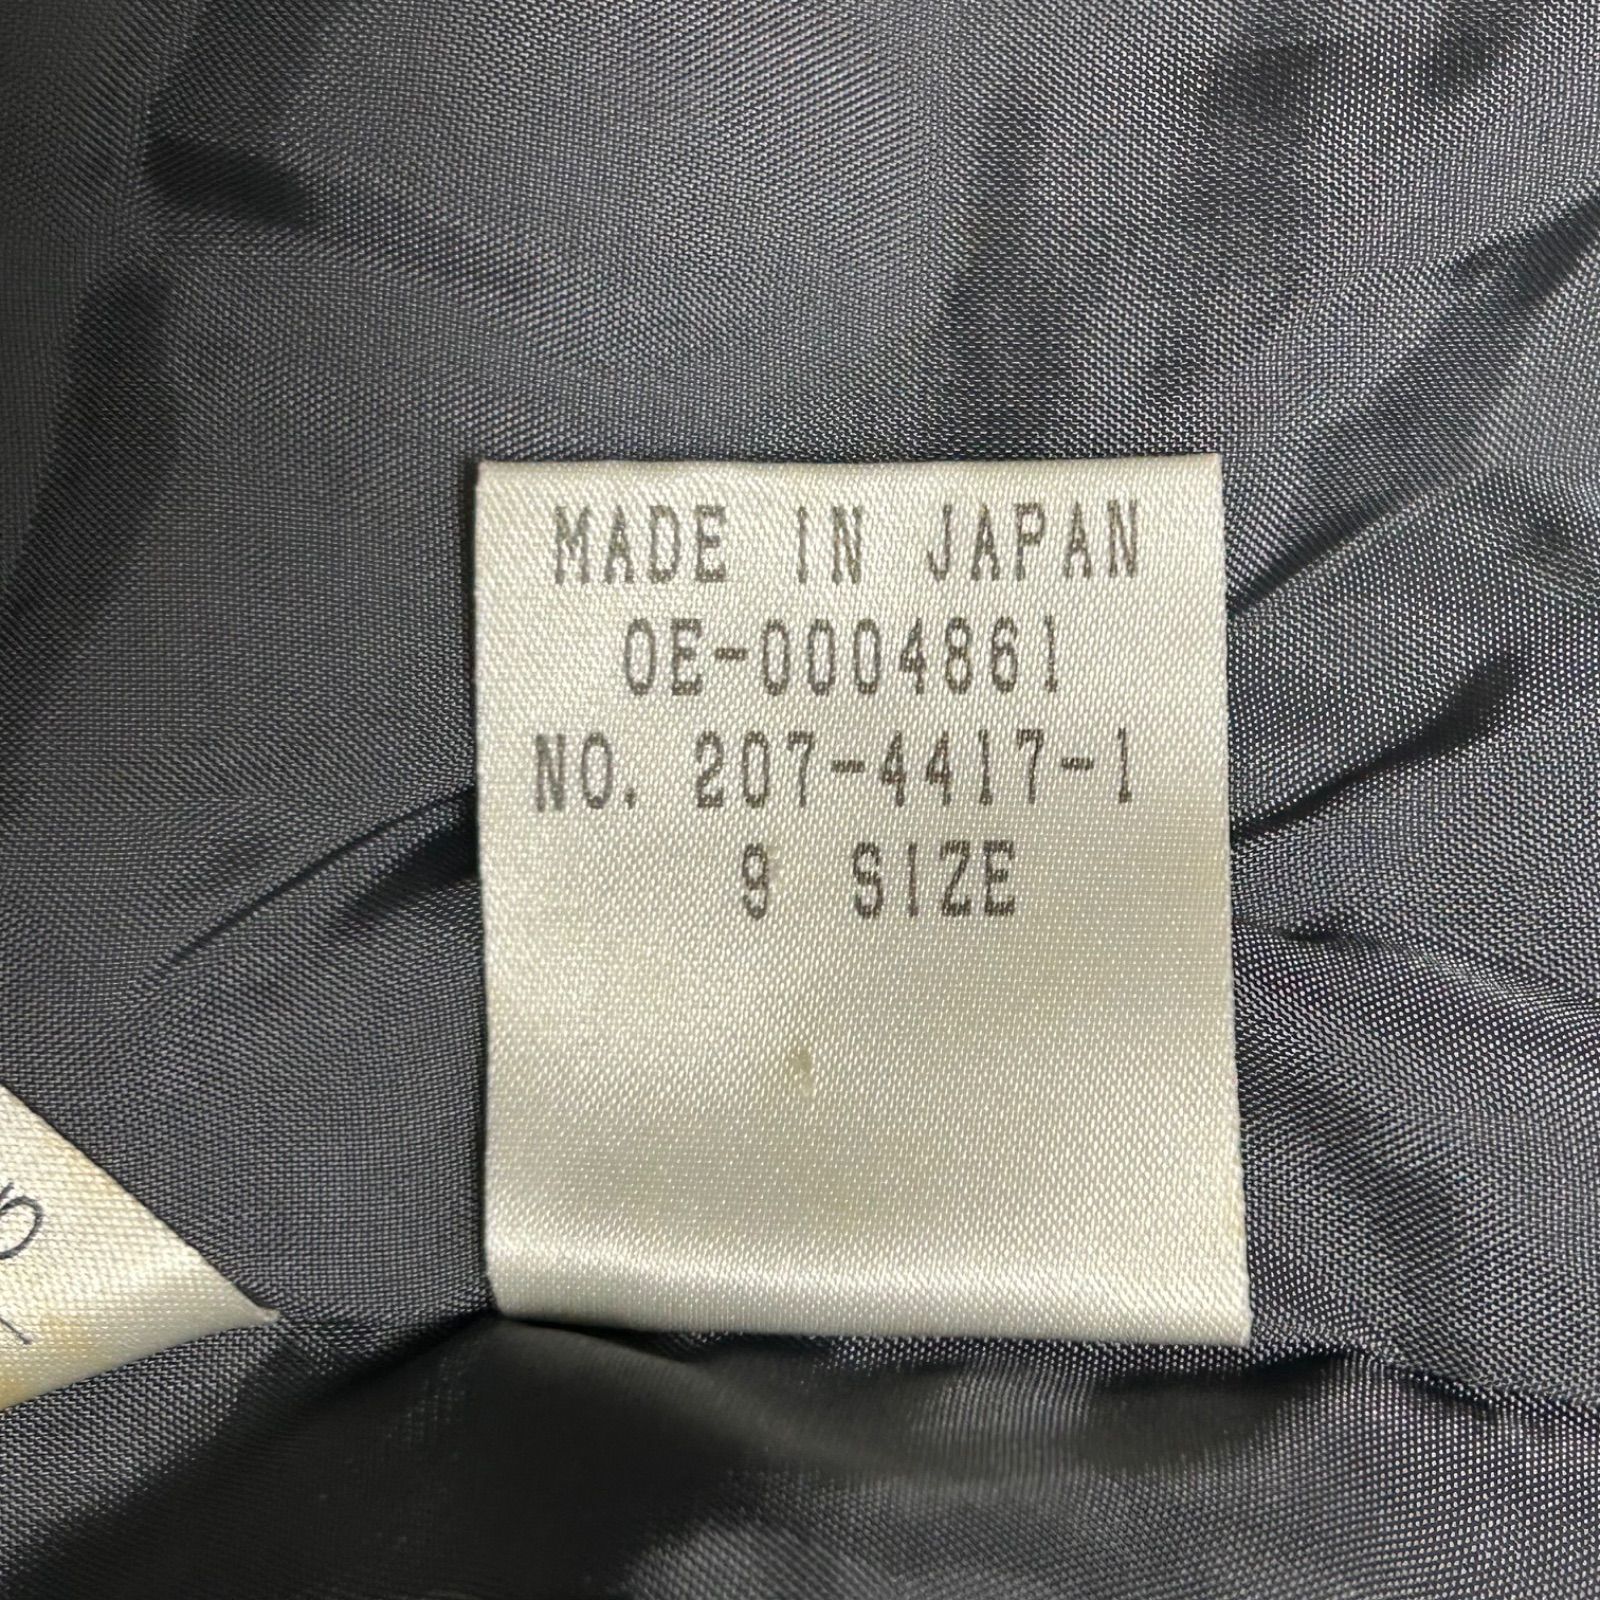 MADE IN JAPAN
OE-0004861
NO. 207-4417-1
9 SIZE